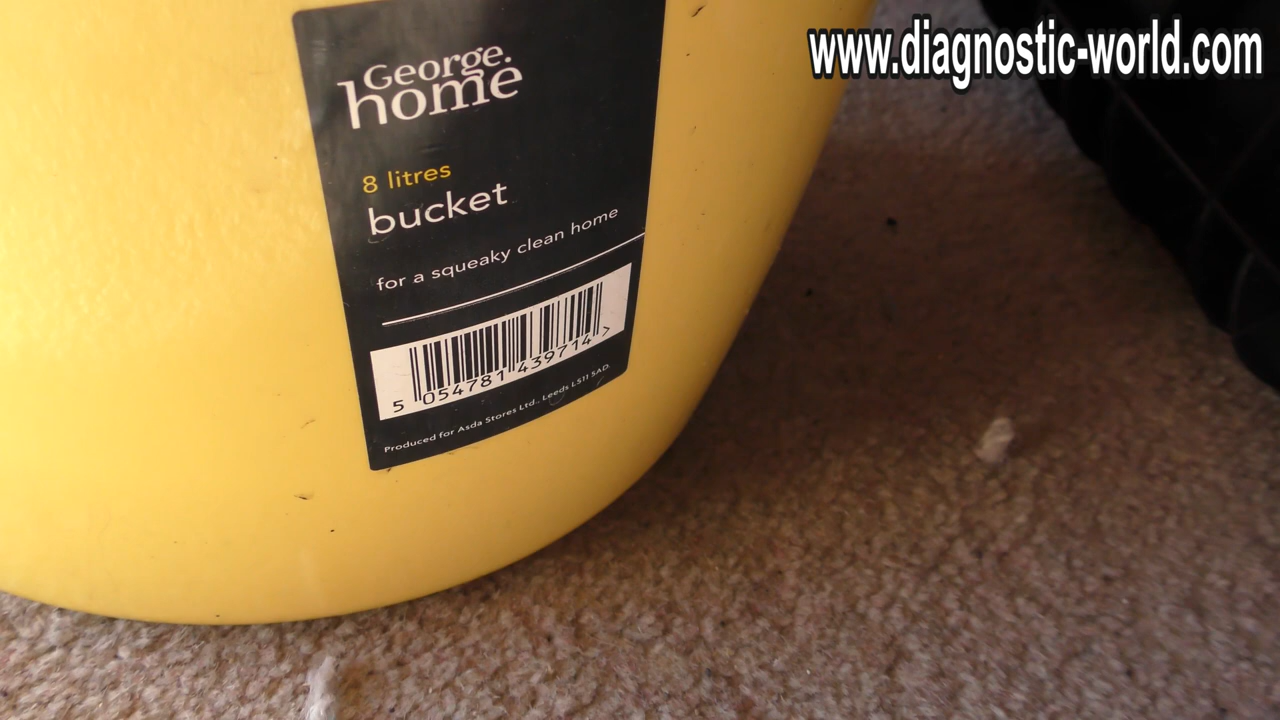 www.diagnostic-world.com
George.
home
8 litres
bucket
for a squeaky clean home
5 054781 439714 >
Produced for Asda Stores Ltd., Leeds LS11 5AD.